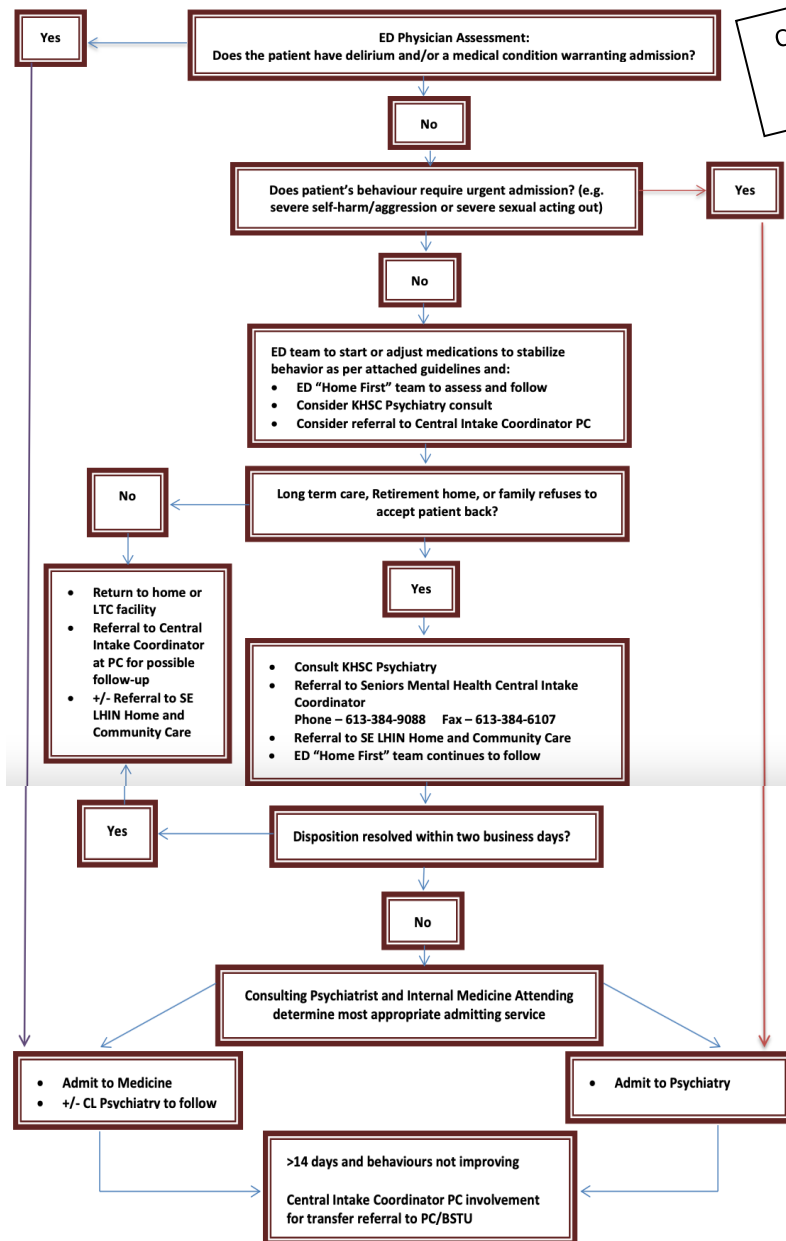 Yes
ED Physician Assessment:
Does the patient have delirium and/or a medical condition warranting admission?
C
No
Does patient's behaviour require urgent admission? (e.g.
severe self-harm/aggression or severe sexual acting out)
Yes
No
ED team to start or adjust medications to stabilize
behavior as per attached guidelines and:
• ED "Home First" team to assess and follow
• Consider KHSC Psychiatry consult
• Consider referral to Central Intake Coordinator PC
No
Long term care, Retirement home, or family refuses to
accept patient back?
Yes
• Return to home or
LTC facility
• Referral to Central
Intake Coordinator
at PC for possible
follow-up
• +/- Referral to SE
LHIN Home and
Community Care
• Consult KHSC Psychiatry
• Referral to Seniors Mental Health Central Intake
Coordinator
Phone – 613-384-9088 Fax – 613-384-6107
• Referral to SE LHIN Home and Community Care
• ED "Home First" team continues to follow
Yes
Disposition resolved within two business days?
No
Consulting Psychiatrist and Internal Medicine Attending
determine most appropriate admitting service
• Admit to Medicine
• +/- CL Psychiatry to follow
• Admit to Psychiatry
>14 days and behaviours not improving
Central Intake Coordinator PC involvement
for transfer referral to PC/BSTU